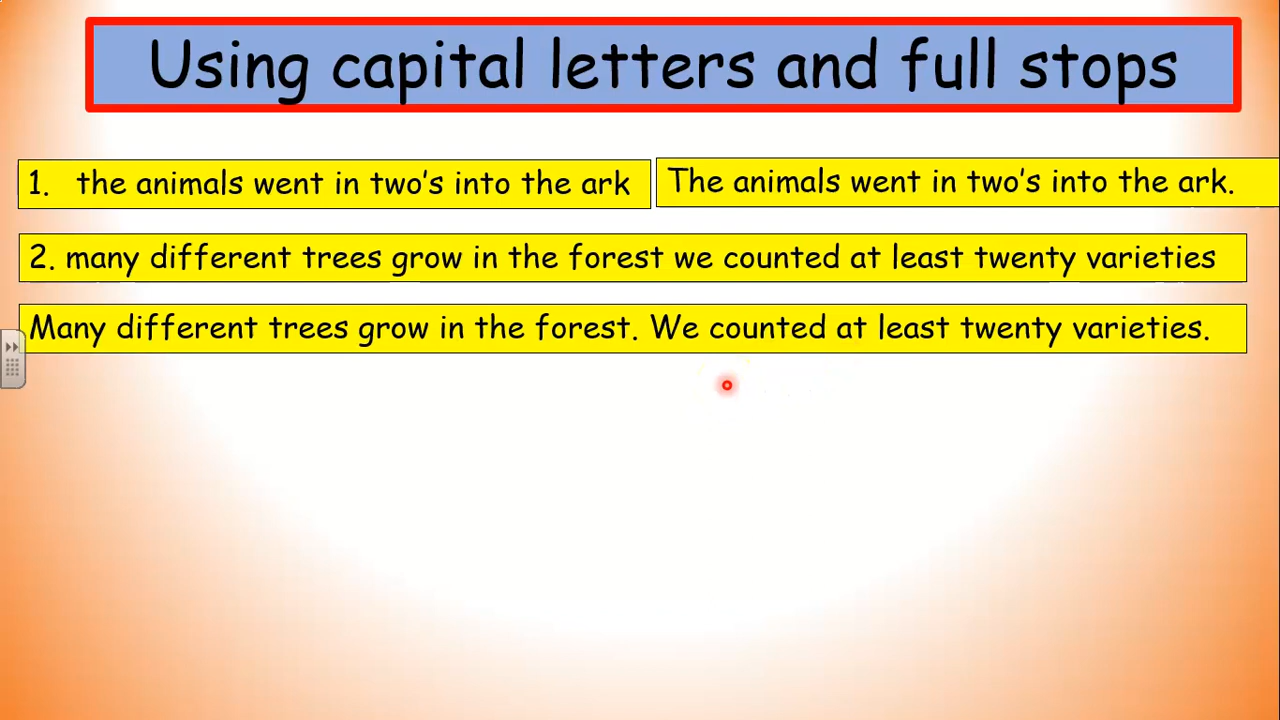 Using capital letters and full stops
1. the animals went in two's into the ark
The animals went in two's into the ark.
2. many different trees grow in the forest we counted at least twenty varieties
Many different trees grow in the forest. We counted at least twenty varieties.